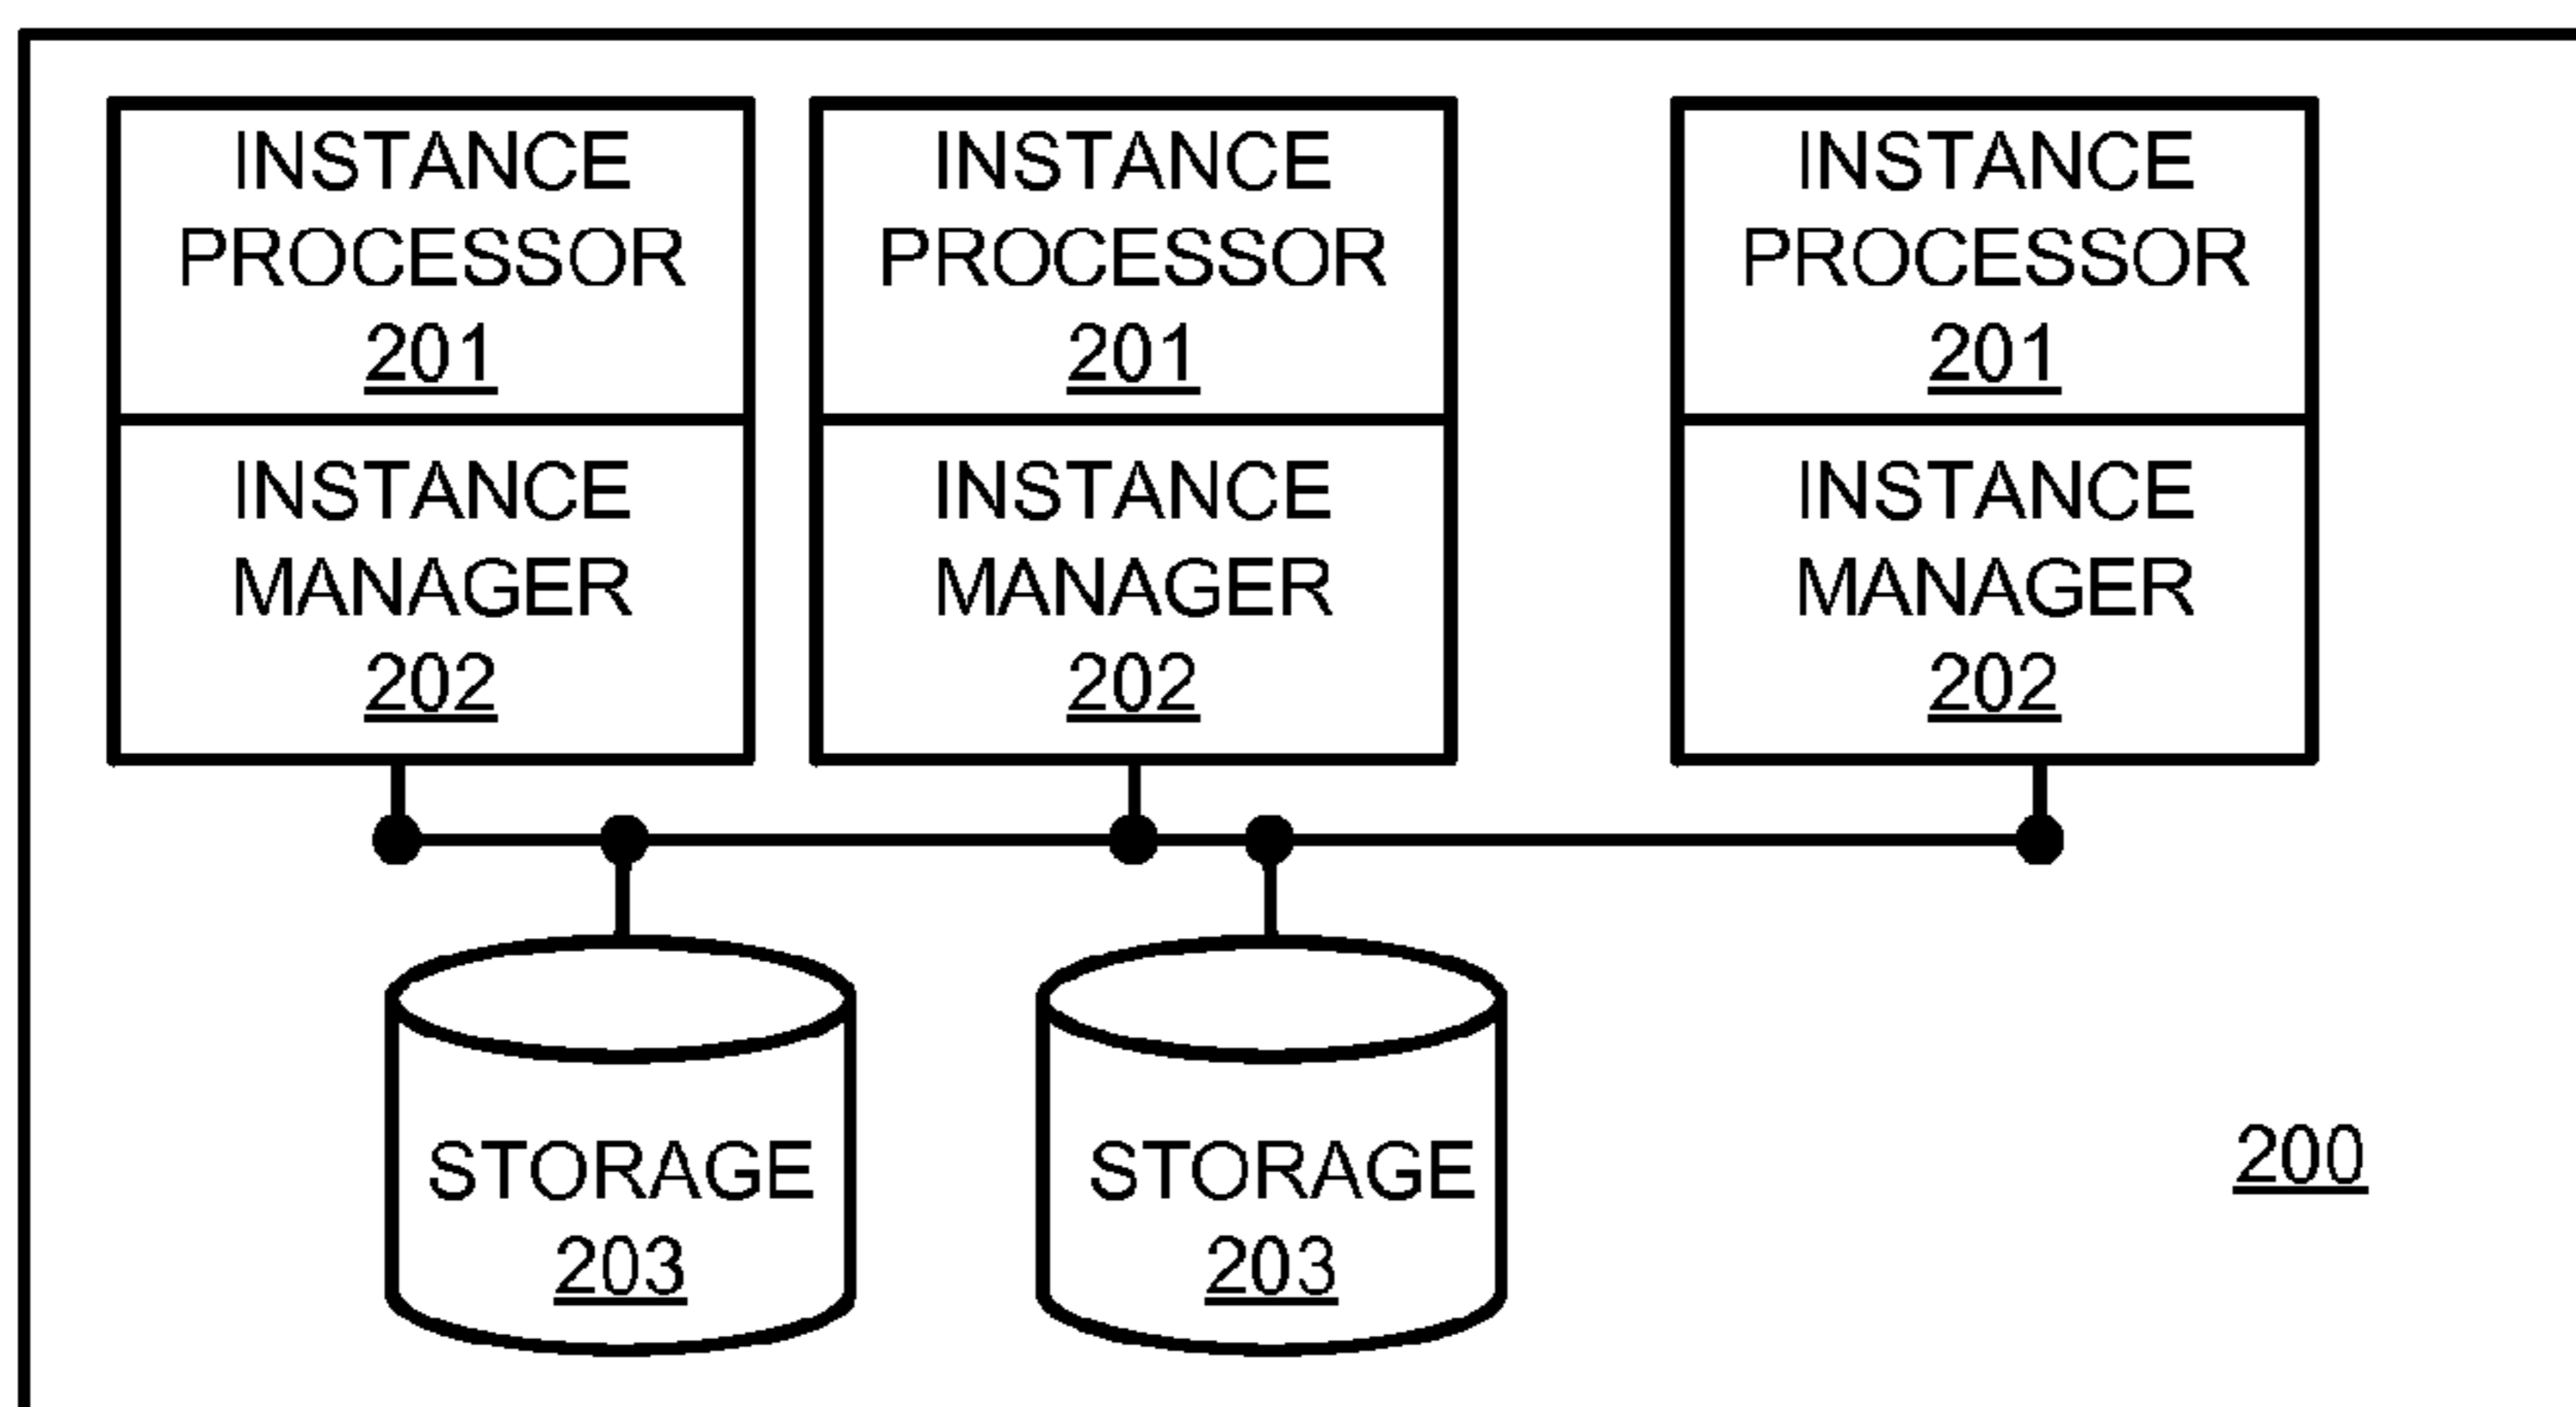 INSTANCE
PROCESSOR
201
INSTANCE
MANAGER
202
INSTANCE
PROCESSOR
201
INSTANCE
MANAGER
202
INSTANCE
PROCESSOR
201
INSTANCE
MANAGER
202
STORAGE
203
STORAGE
203
200